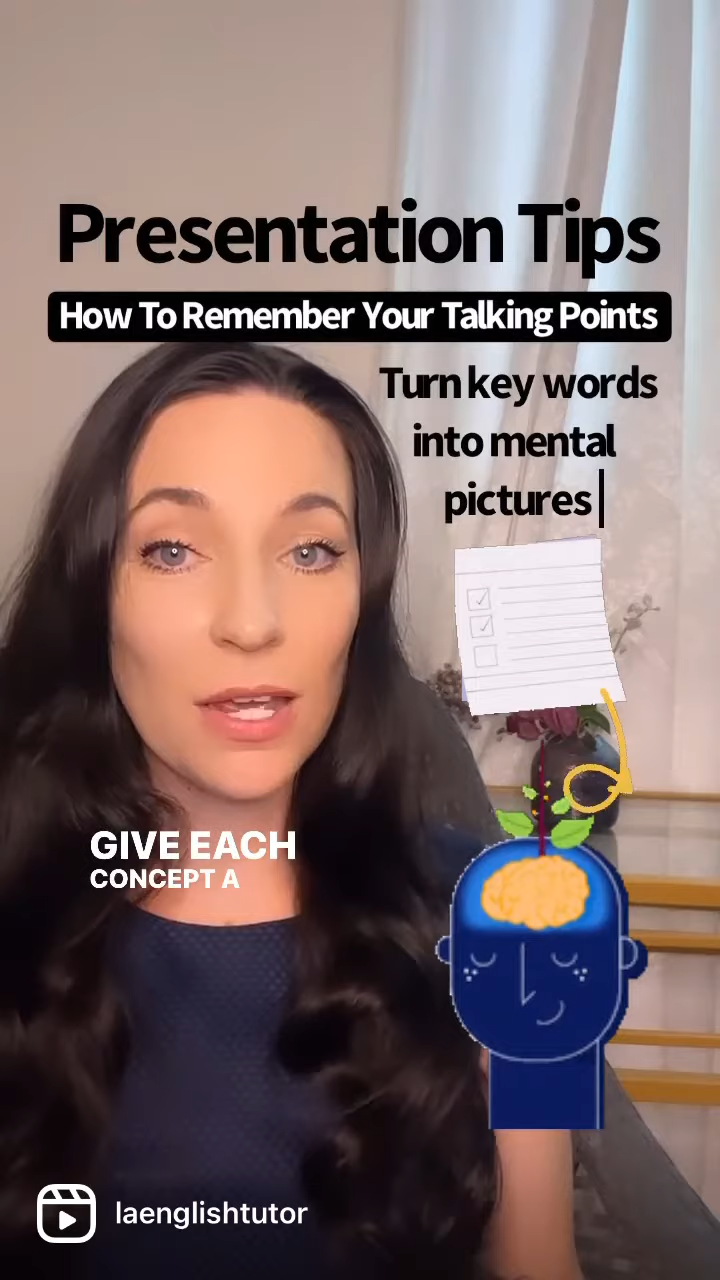 Presentation Tips
How To Remember Your Talking Points
Turn key words
into mental
pictures
GIVE EACH
CONCEPT A
laenglishtutor